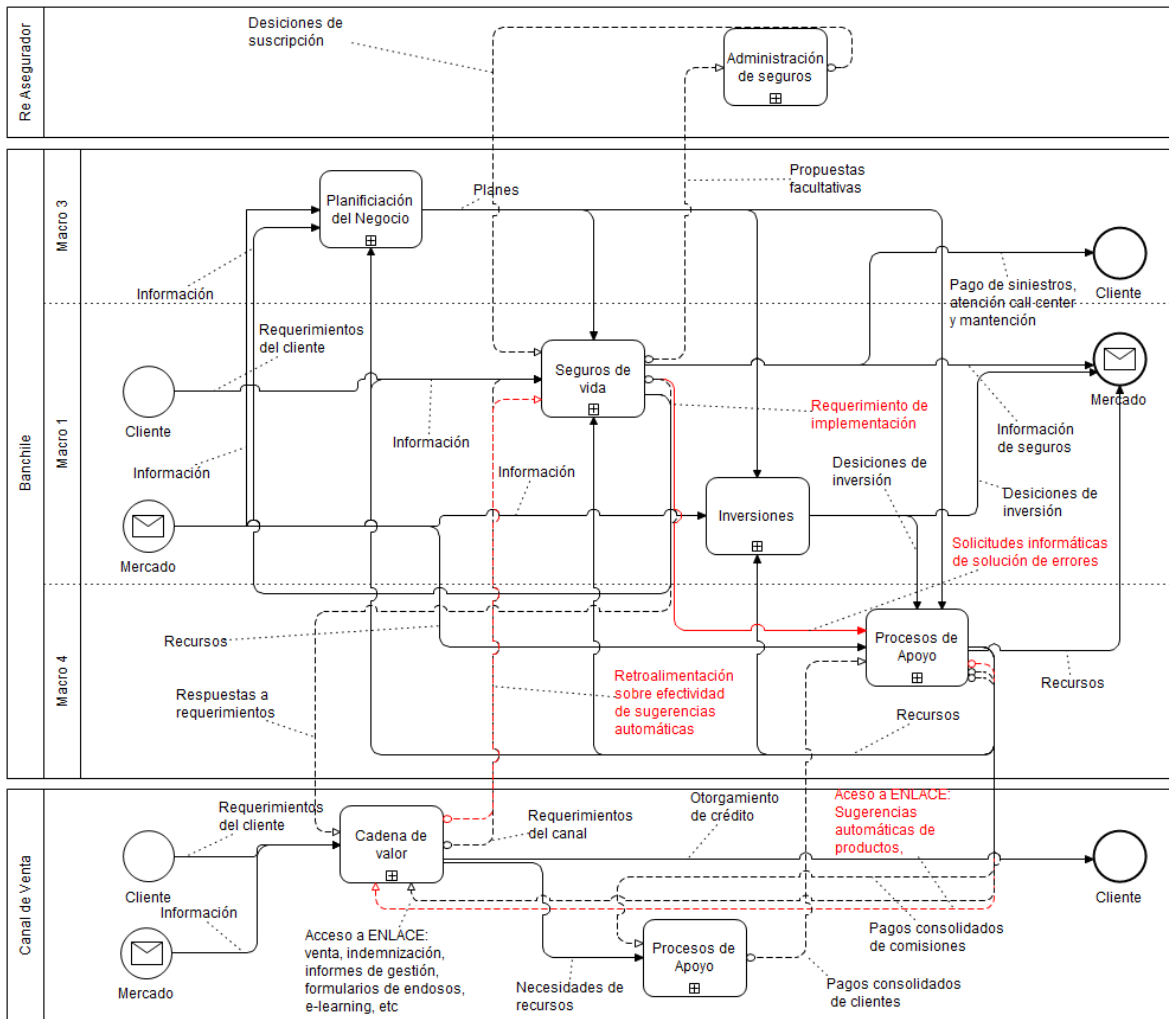 Re Asegurador
Desiciones de
suscripción
Administración
de seguros
Banchile
Macro 3
Planificiación
del Negocio
Planes
Propuestas
facultativas
Información
Pago de siniestros,
atención call center
y mantención
Cliente
Macro 1
Requerimientos
del cliente
Cliente
Información
Seguros de
vida
Información
Requerimiento de
implementación
Información
de seguros
Mercado
Información
Desiciones de
inversión
Inversiones
Desiciones de
inversión
Mercado
Solicitudes informáticas
de solución de errores
Macro 4
Recursos
Procesos de
Apoyo
Respuestas a
requerimientos
Retroalimentación
sobre efectividad
de sugerencias
automáticas
Recursos
Recursos
Canal de Venta
Requerimientos
del cliente
Cadena de
valor
Requerimientos
del canal
Otorgamiento
de crédito
Aceso a ENLACE:
Sugerencias
automáticas de
productos,
Cliente
Cliente
Información
Mercado
Acceso a ENLACE:
venta, indemnización,
informes de gestión,
formularios de endosos,
e-learning, etc
Procesos de
Apoyo
Necesidades de
recursos
Pagos consolidados
de comisiones
Pagos consolidados
de clientes